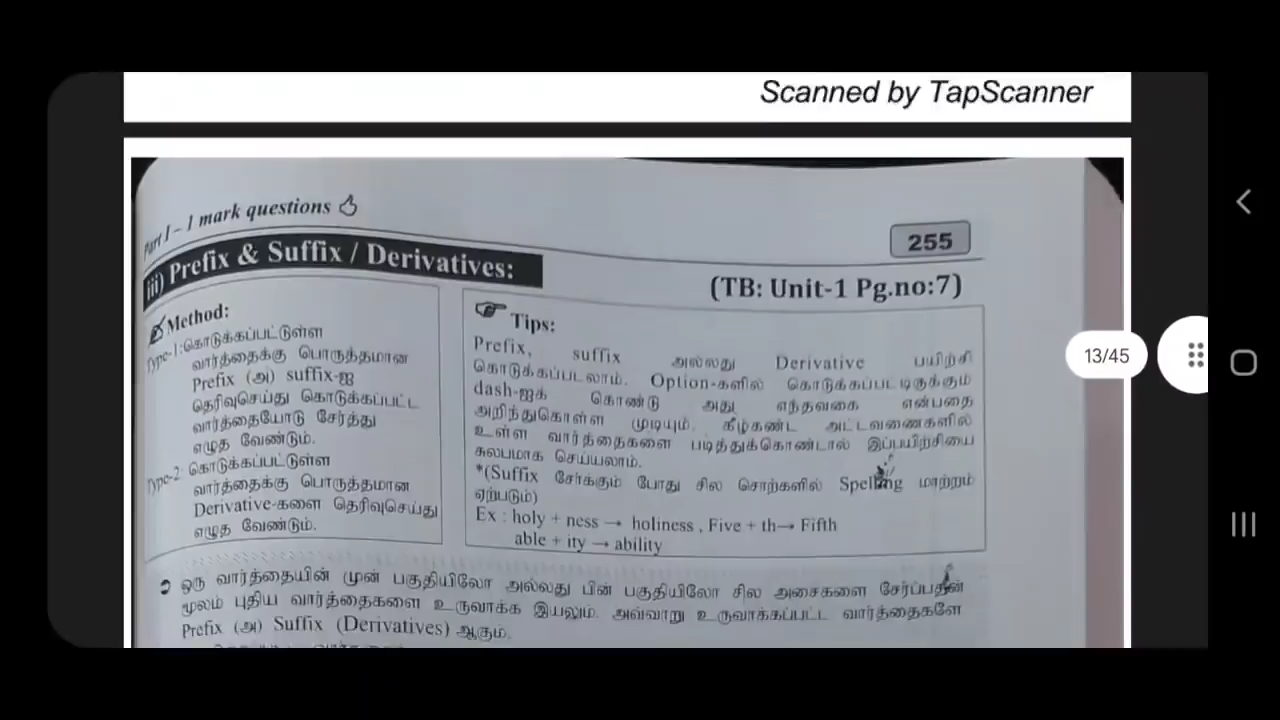 Scanned by TapScanner
Part I – 1 mark questions
255
iii) Prefix & Suffix / Derivatives:
(TB: Unit-1 Pg.no:7)
Method:
Type-1:கொடுக்கப்பட்டுள்ள
வார்த்தைக்கு பொருத்தமான
Prefix (அ) suffix-ஐ
தெரிவுசெய்து கொடுக்கப்பட்ட
வார்த்தையோடு சேர்த்து
எழுத வேண்டும்.
Type-2: கொடுக்கப்பட்டுள்ள
வார்த்தைக்கு பொருத்தமான
Derivative-களை தெரிவுசெய்து
எழுத வேண்டும்.
Tips:
Prefix, suffix அல்லது Derivative பயிற்சி
கொடுக்கப்படலாம். Option-களில் கொடுக்கப்பட்டிருக்கும்
dash-ஐக் கொண்டு அது எந்தவகை என்பதை
அறிந்துகொள்ள முடியும். கீழ்கண்ட அட்டவணைகளில்
உள்ள வார்த்தைகளை படித்துக்கொண்டால் இப்பயிற்சியை
சுலபமாக செய்யலாம்.
*(Suffix சேர்க்கும் போது சில சொற்களில் Spelling மாற்றம்
ஏற்படும்)
Ex : holy + ness → holiness , Five + th→ Fifth
able + ity → ability
13/45
➲ ஒரு வார்த்தையின் முன் பகுதியிலோ அல்லது பின் பகுதியிலோ சில அசைகளை சேர்ப்பதன்
மூலம் புதிய வார்த்தைகளை உருவாக்க இயலும். அவ்வாறு உருவாக்கப்பட்ட வார்த்தைகளே
Prefix (அ) Suffix (Derivatives) ஆகும்.